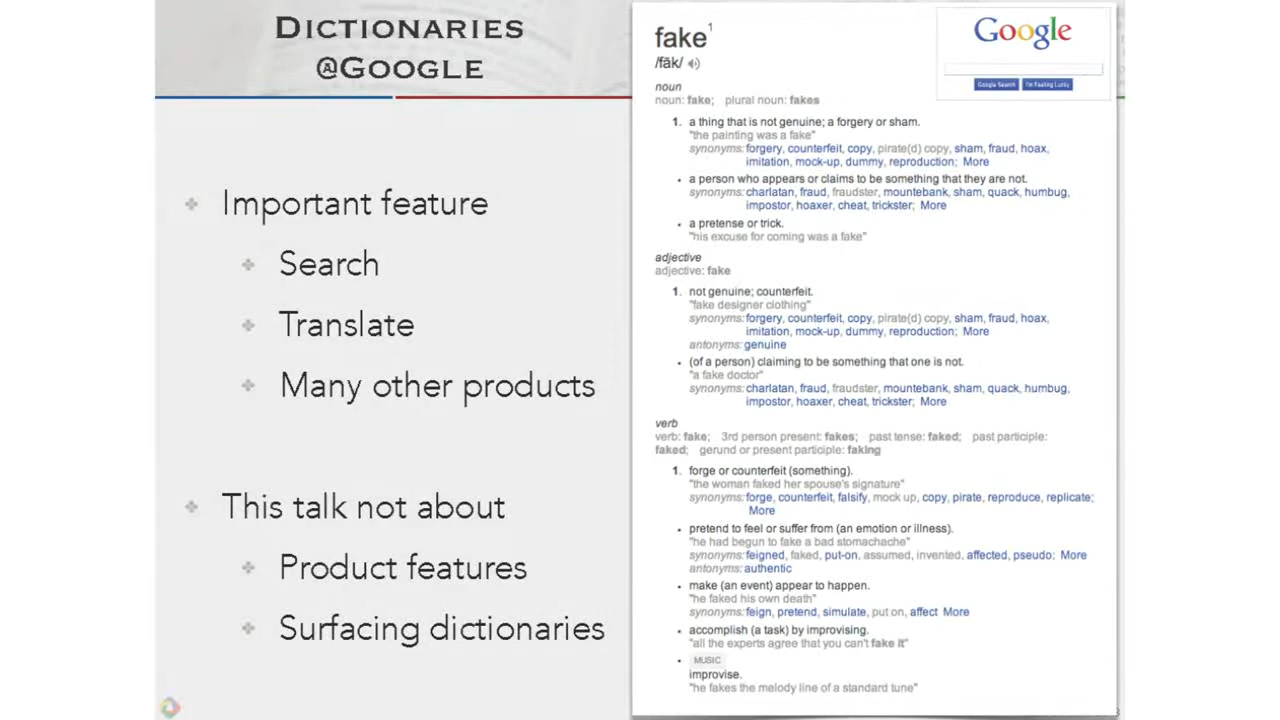 DICTIONARIES
@GOOGLE
Important feature
Search
Translate
Many other products
This talk not about
Product features
Surfacing dictionaries
Google
Google Search I'm Feeling Lucky
fake1
/fāk/
noun
noun: fake; plural noun: fakes
1. a thing that is not genuine; a forgery or sham.
"the painting was a fake"
synonyms: forgery, counterfeit, copy, pirate(d) copy, sham, fraud, hoax,
imitation, mock-up, dummy, reproduction; More
• a person who appears or claims to be something that they are not.
synonyms: charlatan, fraud, fraudster, mountebank, sham, quack, humbug,
impostor, hoaxer, cheat, trickster; More
• a pretense or trick.
"his excuse for coming was a fake"
adjective
adjective: fake
1. not genuine; counterfeit.
"fake designer clothing"
synonyms: forgery, counterfeit, copy, pirate(d) copy, sham, fraud, hoax,
imitation, mock-up, dummy, reproduction; More
antonyms: genuine
• (of a person) claiming to be something that one is not.
"a fake doctor"
synonyms: charlatan, fraud, fraudster, mountebank, sham, quack, humbug,
impostor, hoaxer, cheat, trickster; More
verb
verb: fake; 3rd person present: fakes; past tense: faked; past participle:
faked; gerund or present participle: faking
1. forge or counterfeit (something).
"the woman faked her spouse's signature"
synonyms: forge, counterfeit, falsify, mock up, copy, pirate, reproduce, replicate;
More
• pretend to feel or suffer from (an emotion or illness).
"he had begun to fake a bad stomachache"
synonyms: feigned, faked, put-on, assumed, invented, affected, pseudo; More
antonyms: authentic
• make (an event) appear to happen.
"he faked his own death"
synonyms: feign, pretend, simulate, put on, affect More
• accomplish (a task) by improvising.
"all the experts agree that you can't fake it"
• MUSIC
improvise.
"he fakes the melody line of a standard tune"